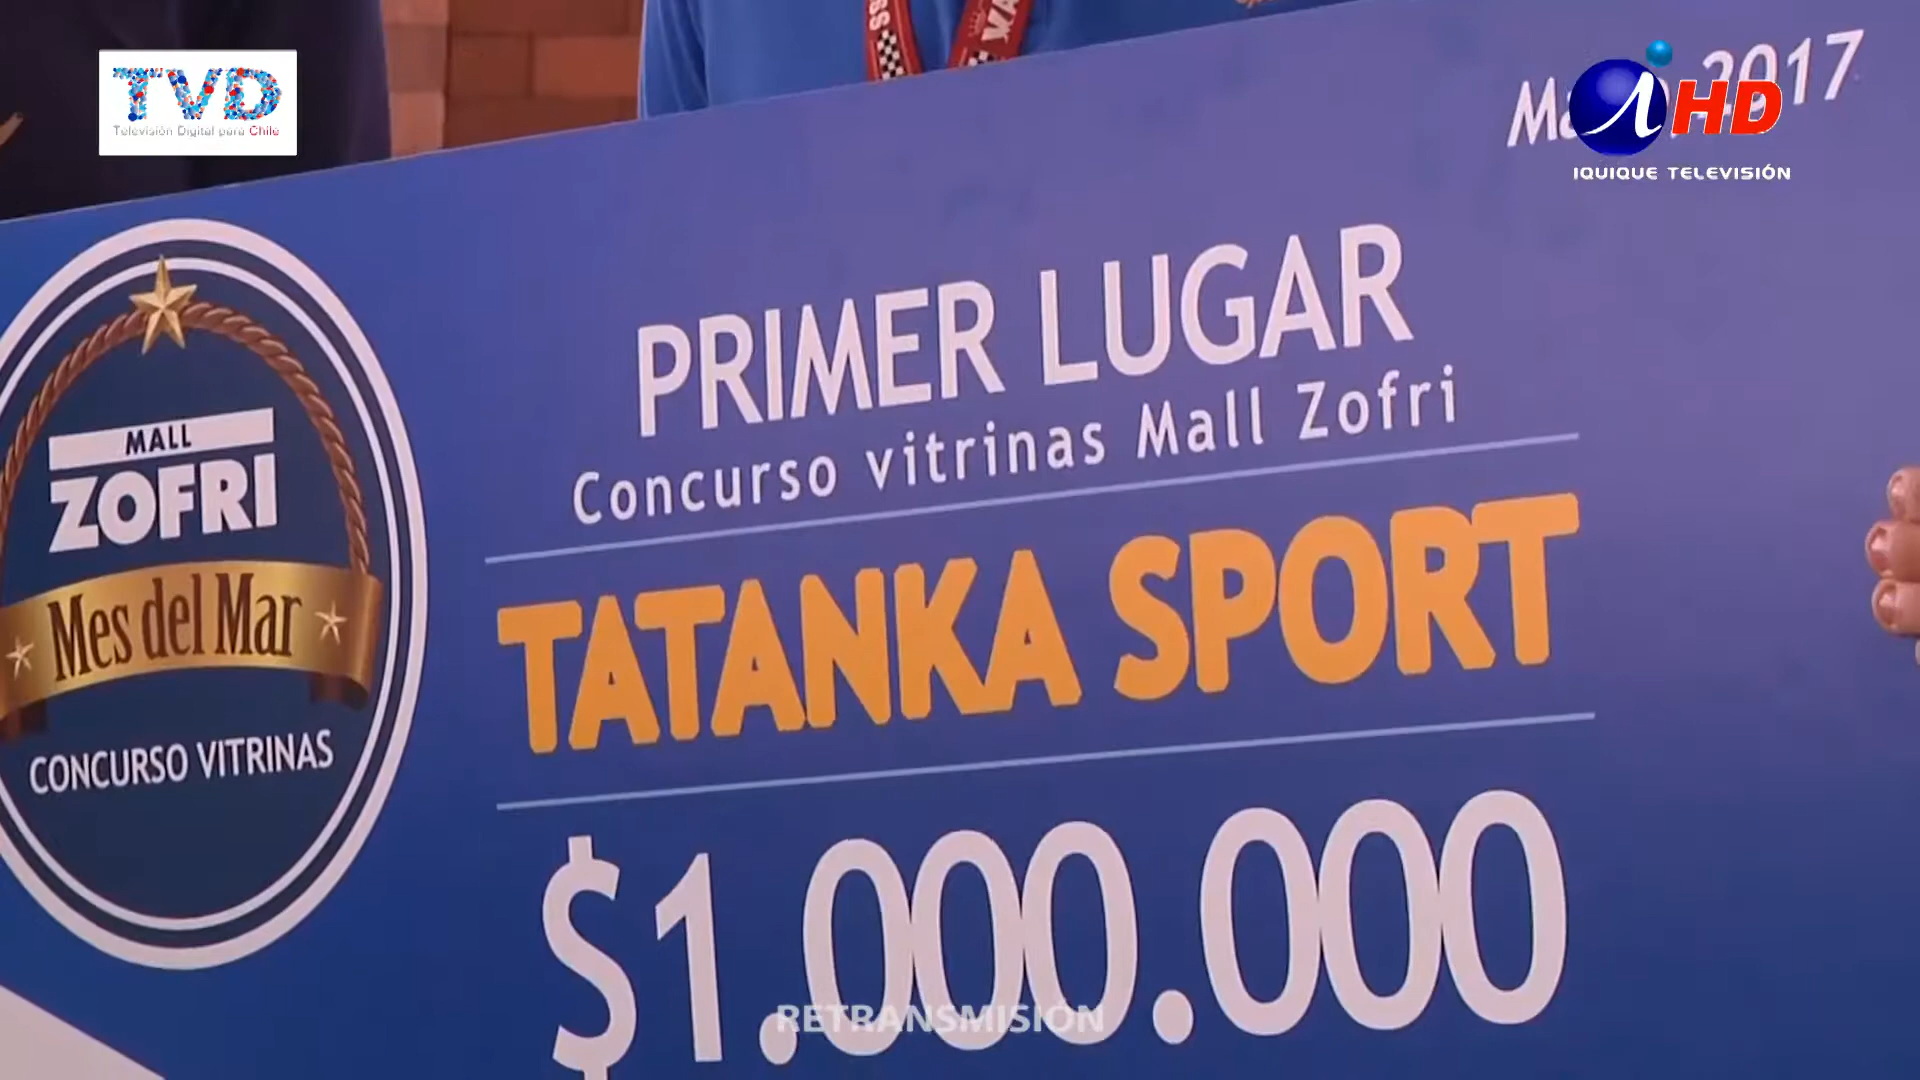 TVD
Televisión Digital para Chile
2017
HD
IQUIQUE TELEVISIÓN
PRIMER LUGAR
Concurso vitrinas Mall Zofri
TATANKA SPORT
$1.000.000
MALL
ZOFRI
Mes del Mar
CONCURSO VITRINAS
RETRANSMISIÓN